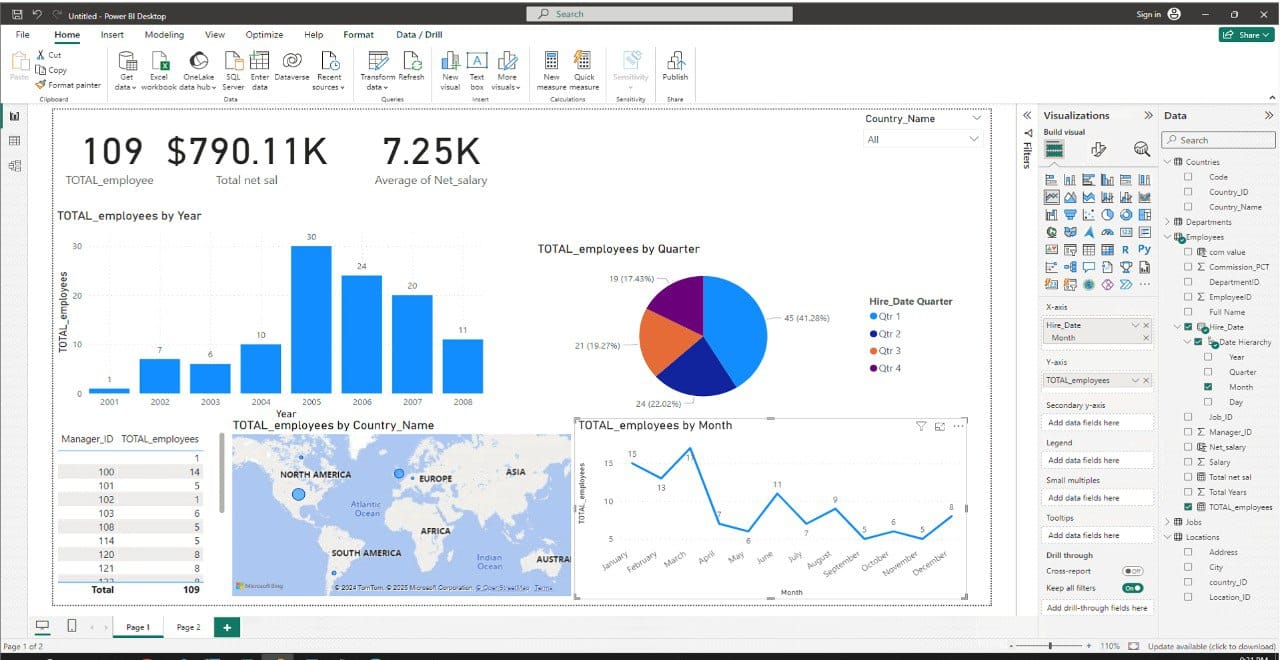 Untitled - Power BI Desktop
Search
Sign in
File Home Insert Modeling View Optimize Help Format Data / Drill
Share
Paste
Cut
Copy
Format painter
Get data
Excel workbook
OneLake data hub
SQL Server
Enter data
Dataverse
Recent sources
Transform data
Refresh
New visual
Text box
More visuals
New measure
Quick measure
Sensitivity
Publish
Clipboard Data Queries Insert Calculations Sensitivity Share
109
TOTAL_employee
$790.11K
Total net sal
7.25K
Average of Net_salary
Country_Name
All
TOTAL_employees by Year
TOTAL_employees
30
20
10
0
1 7 6 10 30 24 20 11
2001 2002 2003 2004 2005 2006 2007 2008
Year
TOTAL_employees by Quarter
19 (17.43%)
45 (41.28%)
21 (19.27%)
24 (22.02%)
Hire_Date Quarter
Qtr 1
Qtr 2
Qtr 3
Qtr 4
Manager_ID TOTAL_employees
1
100 14
101 5
102 1
103 6
108 5
114 5
120 8
121 8
Total 109
TOTAL_employees by Country_Name
NORTH AMERICA
EUROPE
ASIA
Atlantic Ocean
AFRICA
SOUTH AMERICA
Indian Ocean
AUSTRA
Microsoft Bing
© 2024 TomTom, © 2025 Microsoft Corporation, © OpenStreetMap Terms
TOTAL_employees by Month
TOTAL_employees
15
10
5
15 13 7 6 11 7 9 5 6 5 8
January February March April May June July August September October November December
Month
Filters
Visualizations
Build visual
R Py
X-axis
Hire_Date
Month
Y-axis
TOTAL_employees
Secondary y-axis
Add data fields here
Legend
Add data fields here
Small multiples
Add data fields here
Tooltips
Add data fields here
Drill through
Cross-report
Off
Keep all filters
On
Add drill-through fields here
Data
Search
Countries
Code
Country_ID
Country_Name
Departments
Employees
com value
Commission_PCT
DepartmentID
EmployeeID
Full Name
Hire_Date
Date Hierarchy
Year
Quarter
Month
Day
Job_ID
Manager_ID
Net_salary
Salary
Total net sal
Total Years
TOTAL_employees
Jobs
Locations
Address
City
country_ID
Location_ID
Page 1 Page 2
Page 1 of 2
110%
Update available (click to download)